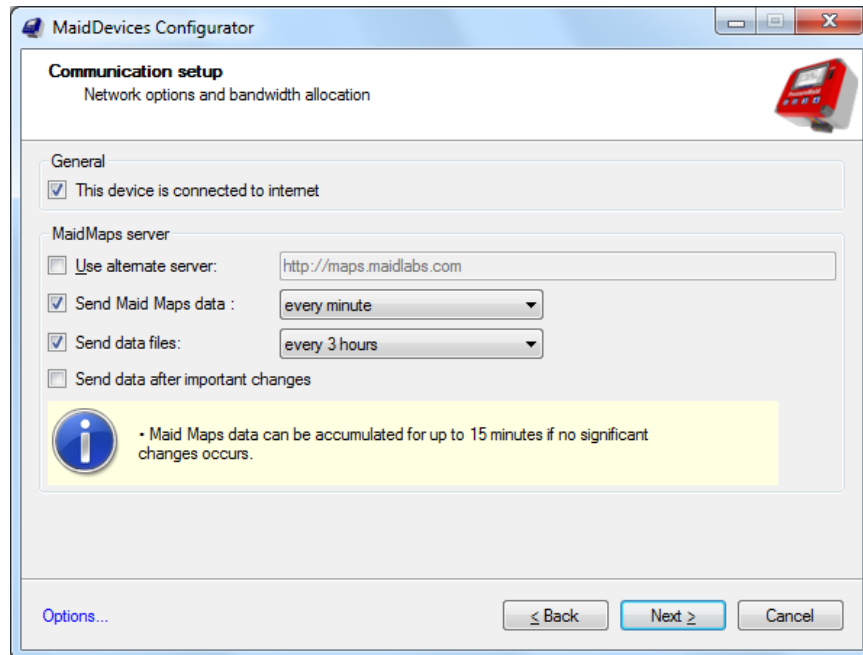 MaidDevices Configurator
Communication setup
Network options and bandwidth allocation
General
This device is connected to internet
MaidMaps server
Use alternate server:
http://maps.maidlabs.com
Send Maid Maps data :
every minute
Send data files:
every 3 hours
Send data after important changes
• Maid Maps data can be accumulated for up to 15 minutes if no significant
changes occurs.
Options...
< Back
Next >
Cancel